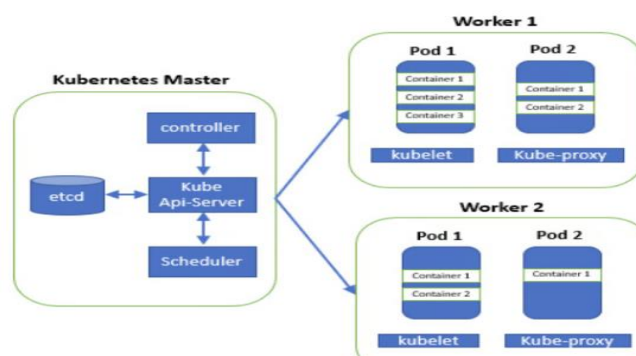 Kubernetes Master
controller
etcd
Kube
Api-Server
Scheduler
Worker 1
Pod 1
Pod 2
Container 1
Container 2
Container 3
Container 1
Container 2
kubelet
Kube-proxy
Worker 2
Pod 1
Pod 2
Container 1
Container 2
Container 1
kubelet
Kube-proxy